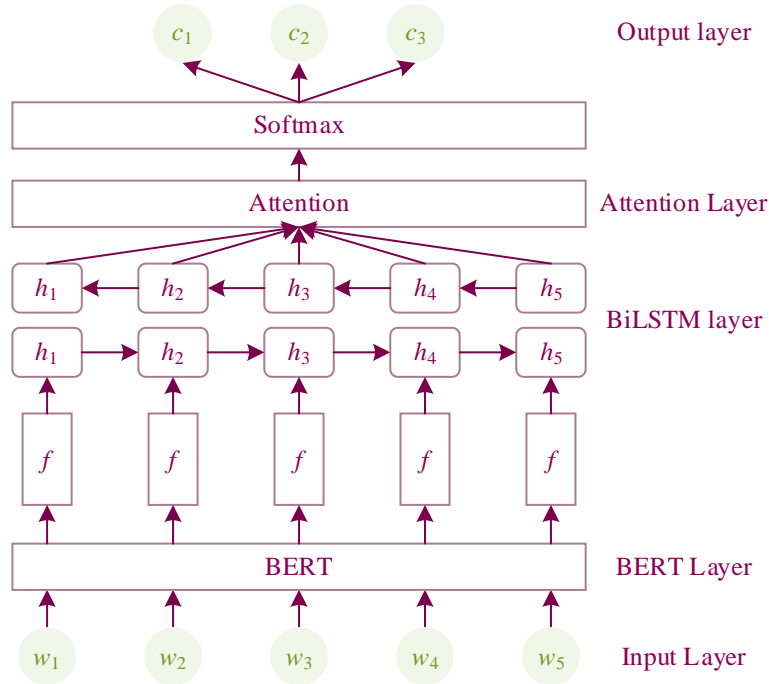 c₁ c₂ c₃ Output layer
Softmax
Attention Attention Layer
h₁ h₂ h₃ h₄ h₅
BiLSTM layer
h₁ h₂ h₃ h₄ h₅
f f f f f
BERT BERT Layer
w₁ w₂ w₃ w₄ w₅ Input Layer